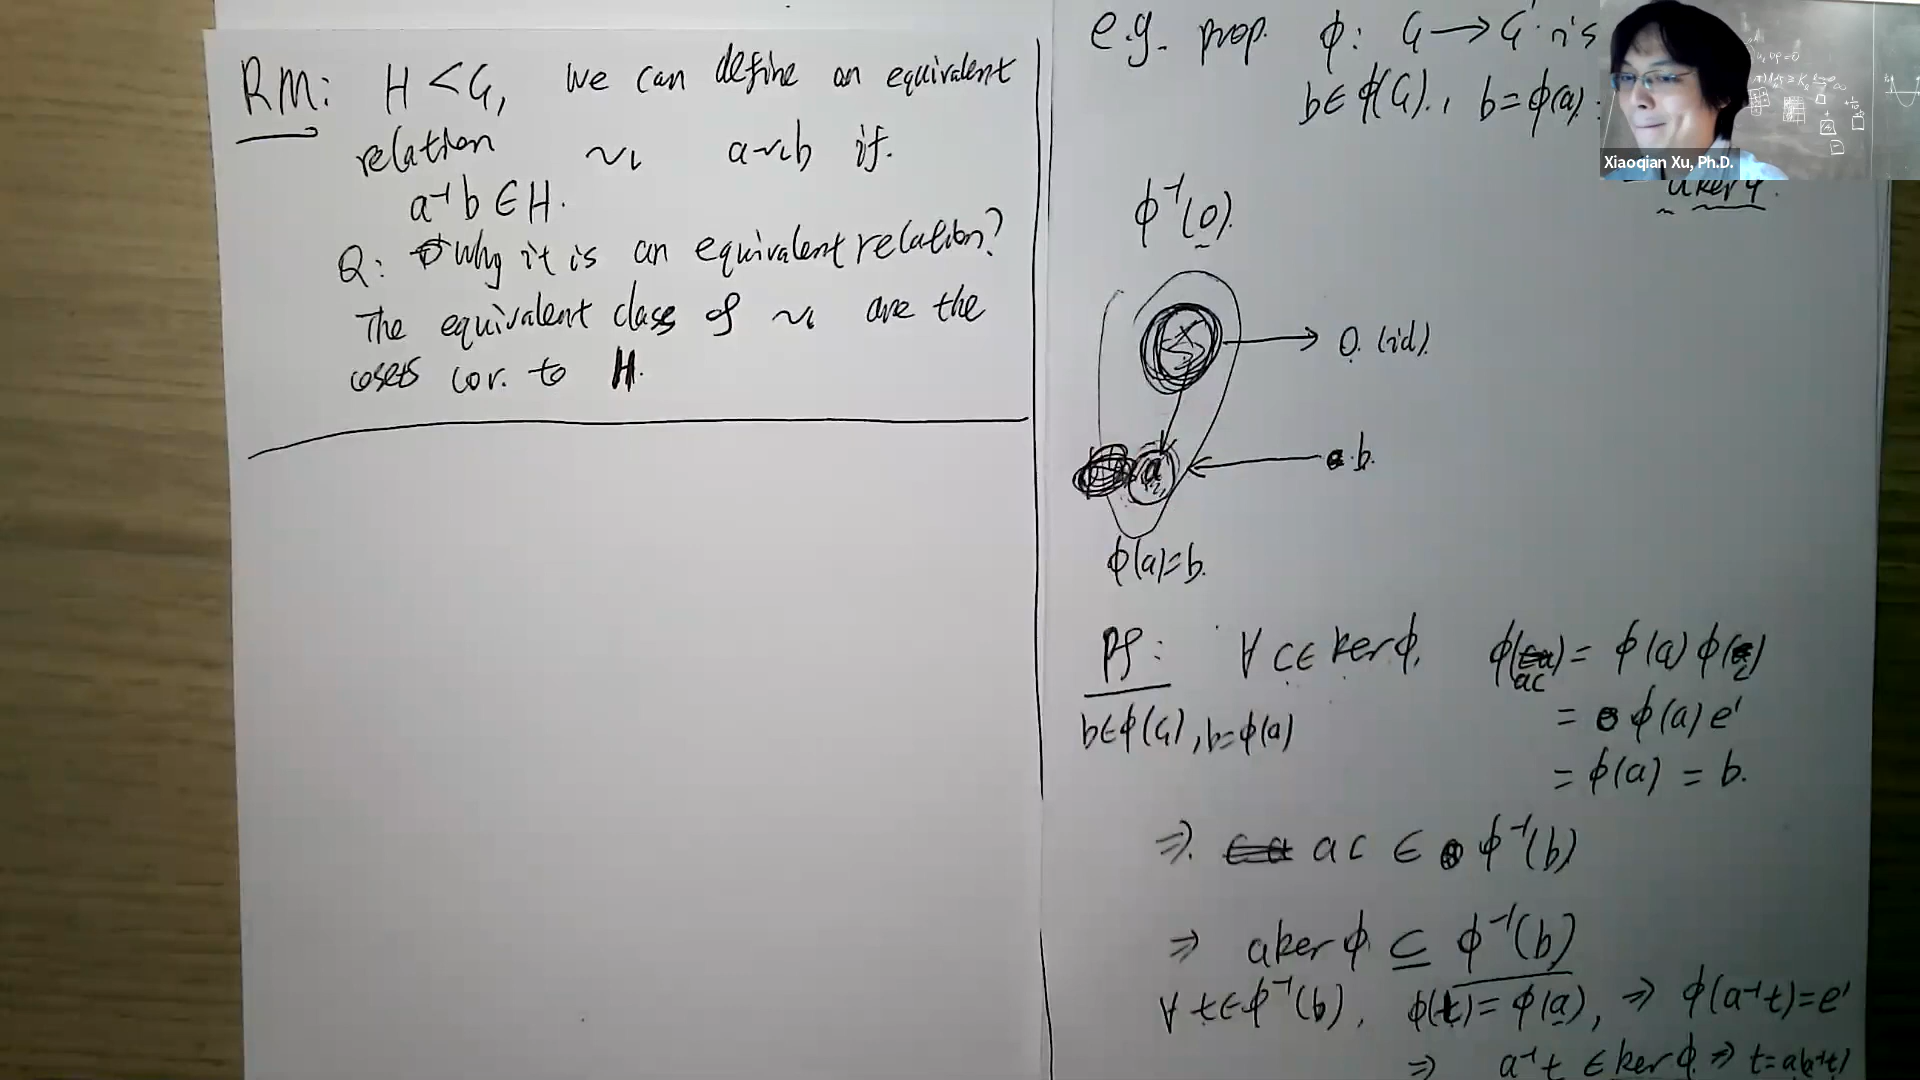 RM: H < G, we can define an equivalent
relation ~L a ~L b if.
a⁻¹b ∈ H.
Q: Why it is an equivalent relation?
The equivalent class of ~L are the
cosets cor. to H.
e.g. prop. φ: G → G' is
b ∈ φ(G)., b = φ(a):
= aker φ.
φ⁻¹(0).
0. (id).
a
b.
φ(a)=b.
Pf: ∀ c ∈ ker φ, φ(ac) = φ(a) φ(c)
b ∈ φ(G), b = φ(a)
= φ(a) e'
= φ(a) = b.
⇒. ac ∈ φ⁻¹(b)
⇒ aker φ ⊆ φ⁻¹(b)
∀ t ∈ φ⁻¹(b), φ(t) = φ(a), ⇒ φ(a⁻¹t) = e'
⇒ a⁻¹t ∈ ker φ ⇒ t = a(a⁻¹t)
Xiaoqian Xu, Ph.D.